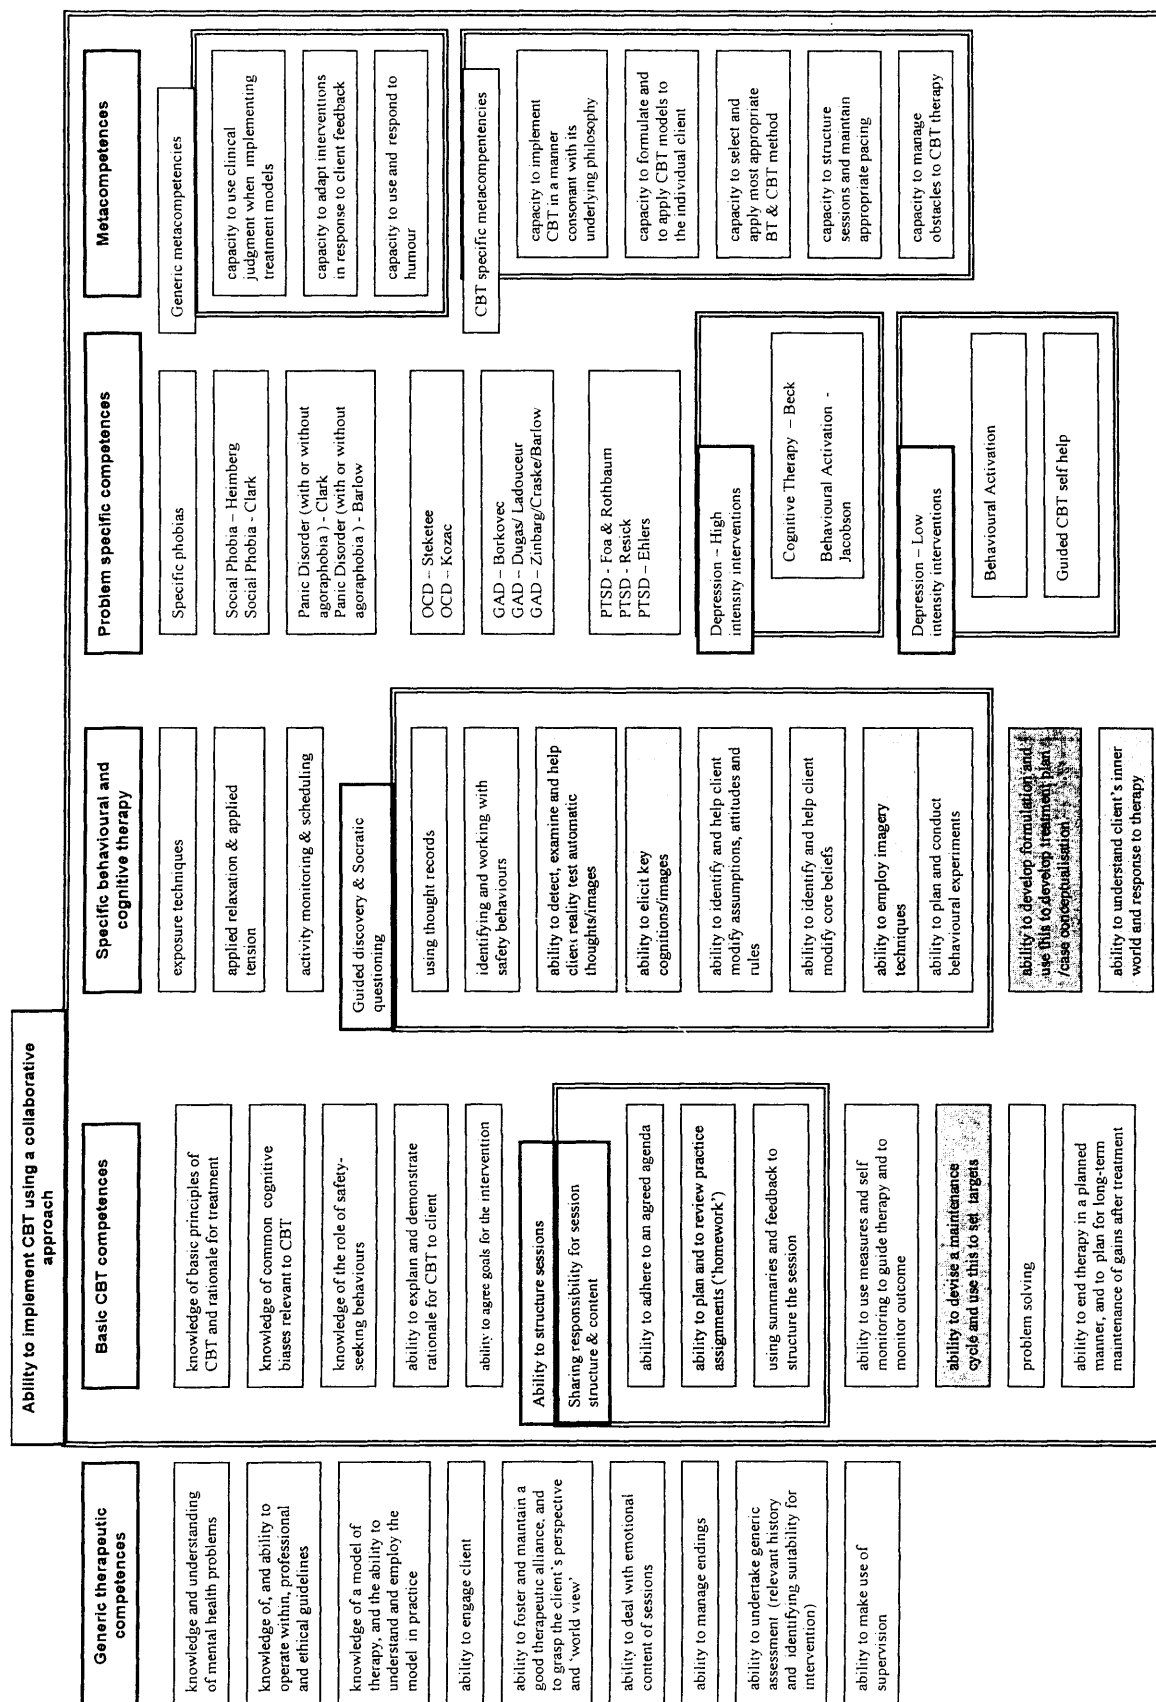 Ability to implement CBT using a collaborative
approach
Generic therapeutic
competences
knowledge and understanding
of mental health problems
knowledge of, and ability to
operate within, professional
and ethical guidelines
knowledge of a model of
therapy, and the ability to
understand and employ the
model in practice
ability to engage client
ability to foster and maintain a
good therapeutic alliance, and
to grasp the client's perspective
and 'world view'
ability to deal with emotional
content of sessions
ability to manage endings
ability to undertake generic
assessment (relevant history
and identifying suitability for
intervention)
ability to make use of
supervision
Basic CBT competences
knowledge of basic principles of
CBT and rationale for treatment
knowledge of common cognitive
biases relevant to CBT
knowledge of the role of safety-
seeking behaviours
ability to explain and demonstrate
rationale for CBT to client
ability to agree goals for the intervention
Ability to structure sessions
Sharing responsibility for session
structure & content
ability to adhere to an agreed agenda
ability to plan and to review practice
assignments ('homework')
using summaries and feedback to
structure the session
ability to use measures and self
monitoring to guide therapy and to
monitor outcome
ability to devise a maintenance
cycle and use this to set targets
problem solving
ability to end therapy in a planned
manner, and to plan for long-term
maintenance of gains after treatment
Specific behavioural and
cognitive therapy
exposure techniques
applied relaxation & applied
tension
activity monitoring & scheduling
Guided discovery & Socratic
questioning
using thought records
identifying and working with
safety behaviours
ability to detect, examine and help
client reality test automatic
thoughts/images
ability to elicit key
cognitions/images
ability to identify and help client
modify assumptions, attitudes and
rules
ability to identify and help client
modify core beliefs
ability to employ imagery
techniques
ability to plan and conduct
behavioural experiments
ability to develop formulation and
use this to develop treatment plan
/case conceptualisation
ability to understand client's inner
world and response to therapy
Problem specific competences
Specific phobias
Social Phobia – Heimberg
Social Phobia - Clark
Panic Disorder (with or without
agoraphobia ) - Clark
Panic Disorder (with or without
agoraphobia ) - Barlow
OCD – Steketee
OCD – Kozac
GAD – Borkovec
GAD – Dugas/ Ladouceur
GAD – Zinbarg/Craske/Barlow
PTSD - Foa & Rothbaum
PTSD - Resick
PTSD – Ehlers
Depression – High
intensity interventions
Cognitive Therapy – Beck
Behavioural Activation -
Jacobson
Depression – Low
intensity interventions
Behavioural Activation
Guided CBT self help
Metacompetences
Generic metacompetencies
capacity to use clinical
judgment when implementing
treatment models
capacity to adapt interventions
in response to client feedback
capacity to use and respond to
humour
CBT specific metacompentencies
capacity to implement
CBT in a manner
consonant with its
underlying philosophy
capacity to formulate and
to apply CBT models to
the individual client
capacity to select and
apply most appropriate
BT & CBT method
capacity to structure
sessions and maintain
appropriate pacing
capacity to manage
obstacles to CBT therapy